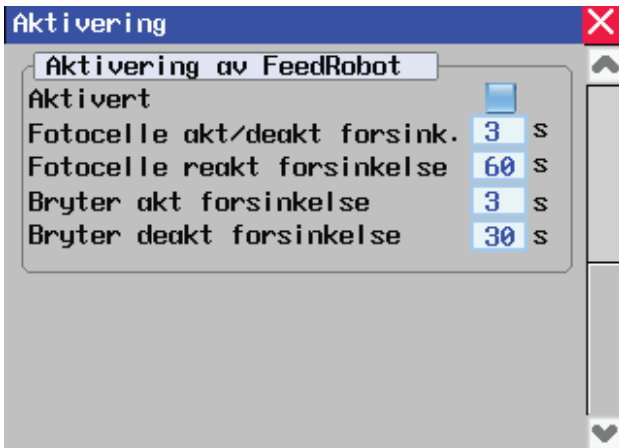 Aktivering
Aktivering av FeedRobot
Aktivert
Fotocelle akt/deakt forsink. 3 s
Fotocelle reakt forsinkelse 60 s
Bryter akt forsinkelse 3 s
Bryter deakt forsinkelse 30 s